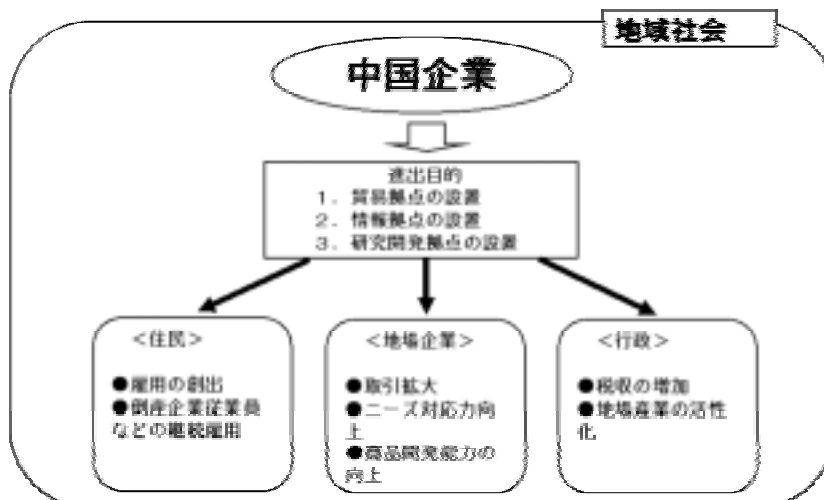 地域社会
中国企業
進出目的
1. 貿易拠点の設置
2. 情報拠点の設置
3. 研究開発拠点の設置
<住民>
●雇用の創出
●倒産企業従業員
などの継続雇用
<地場企業>
●取引拡大
●ニーズ対応力向
上
●商品開発能力の
向上
<行政>
●税収の増加
●地場産業の活性
化